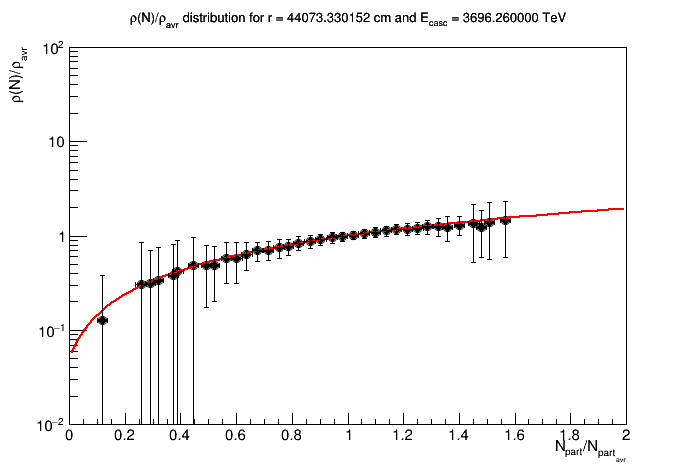 ρ(N)/ρavr distribution for r = 44073.330152 cm and Ecasc = 3696.260000 TeV
ρ(N)/ρavr
10²
10
1
10⁻¹
10⁻²
0 0.2 0.4 0.6 0.8 1 1.2 1.4 1.6 1.8 2
Npart/Npartavr